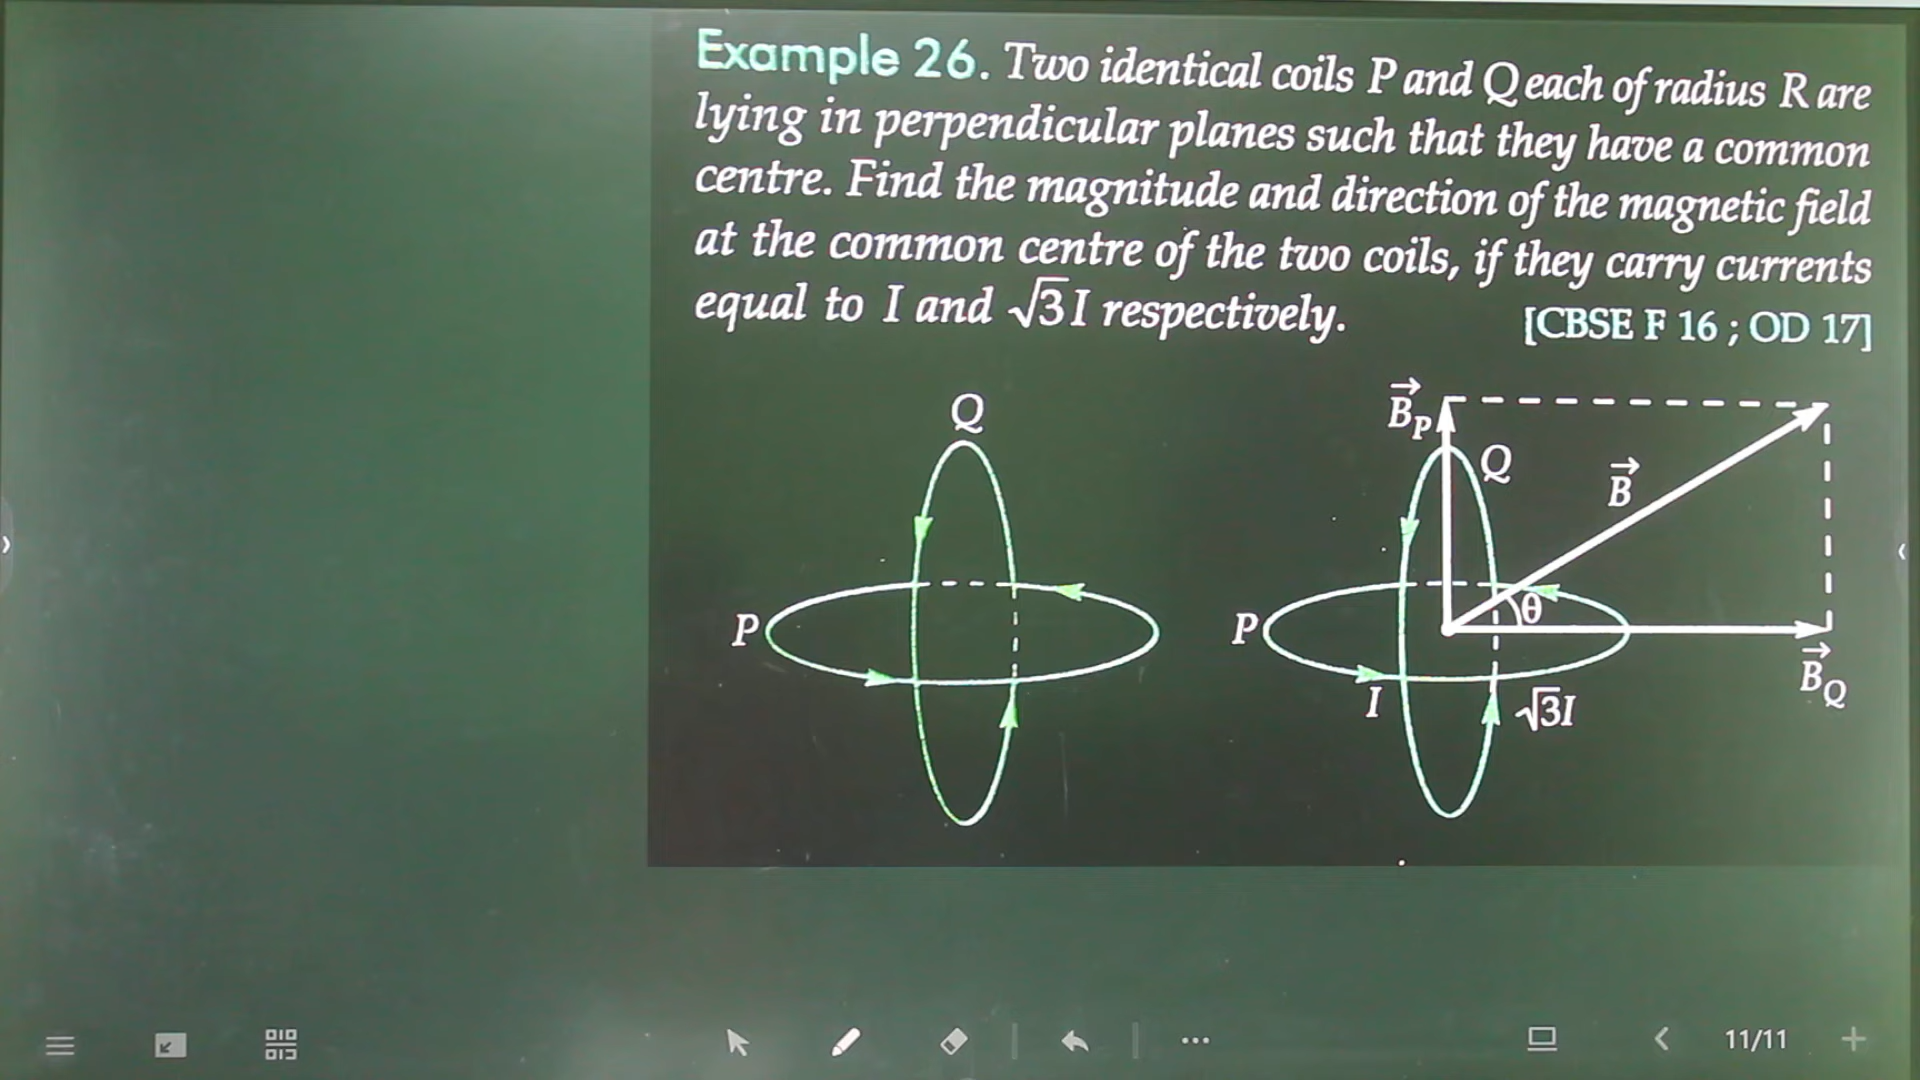 Example 26. Two identical coils P and Q each of radius R are
lying in perpendicular planes such that they have a common
centre. Find the magnitude and direction of the magnetic field
at the common centre of the two coils, if they carry currents
equal to I and √3I respectively. [CBSE F 16 ; OD 17]
Q
P
B⃗P
Q
B⃗
P
θ
B⃗Q
I
√3I
11/11